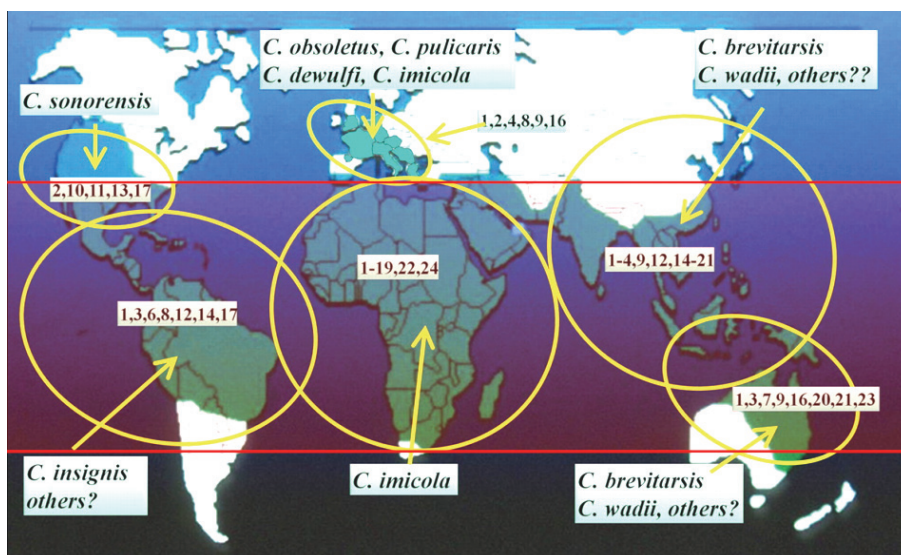 C. obsoletus, C. pulicaris
C. dewulfi, C. imicola
C. brevitarsis
C. wadii, others??
C. sonorensis
1,2,4,8,9,16
2,10,11,13,17
1-4,9,12,14-21
1-19,22,24
1,3,6,8,12,14,17
1,3,7,9,16,20,21,23
C. insignis
others?
C. imicola
C. brevitarsis
C. wadii, others?